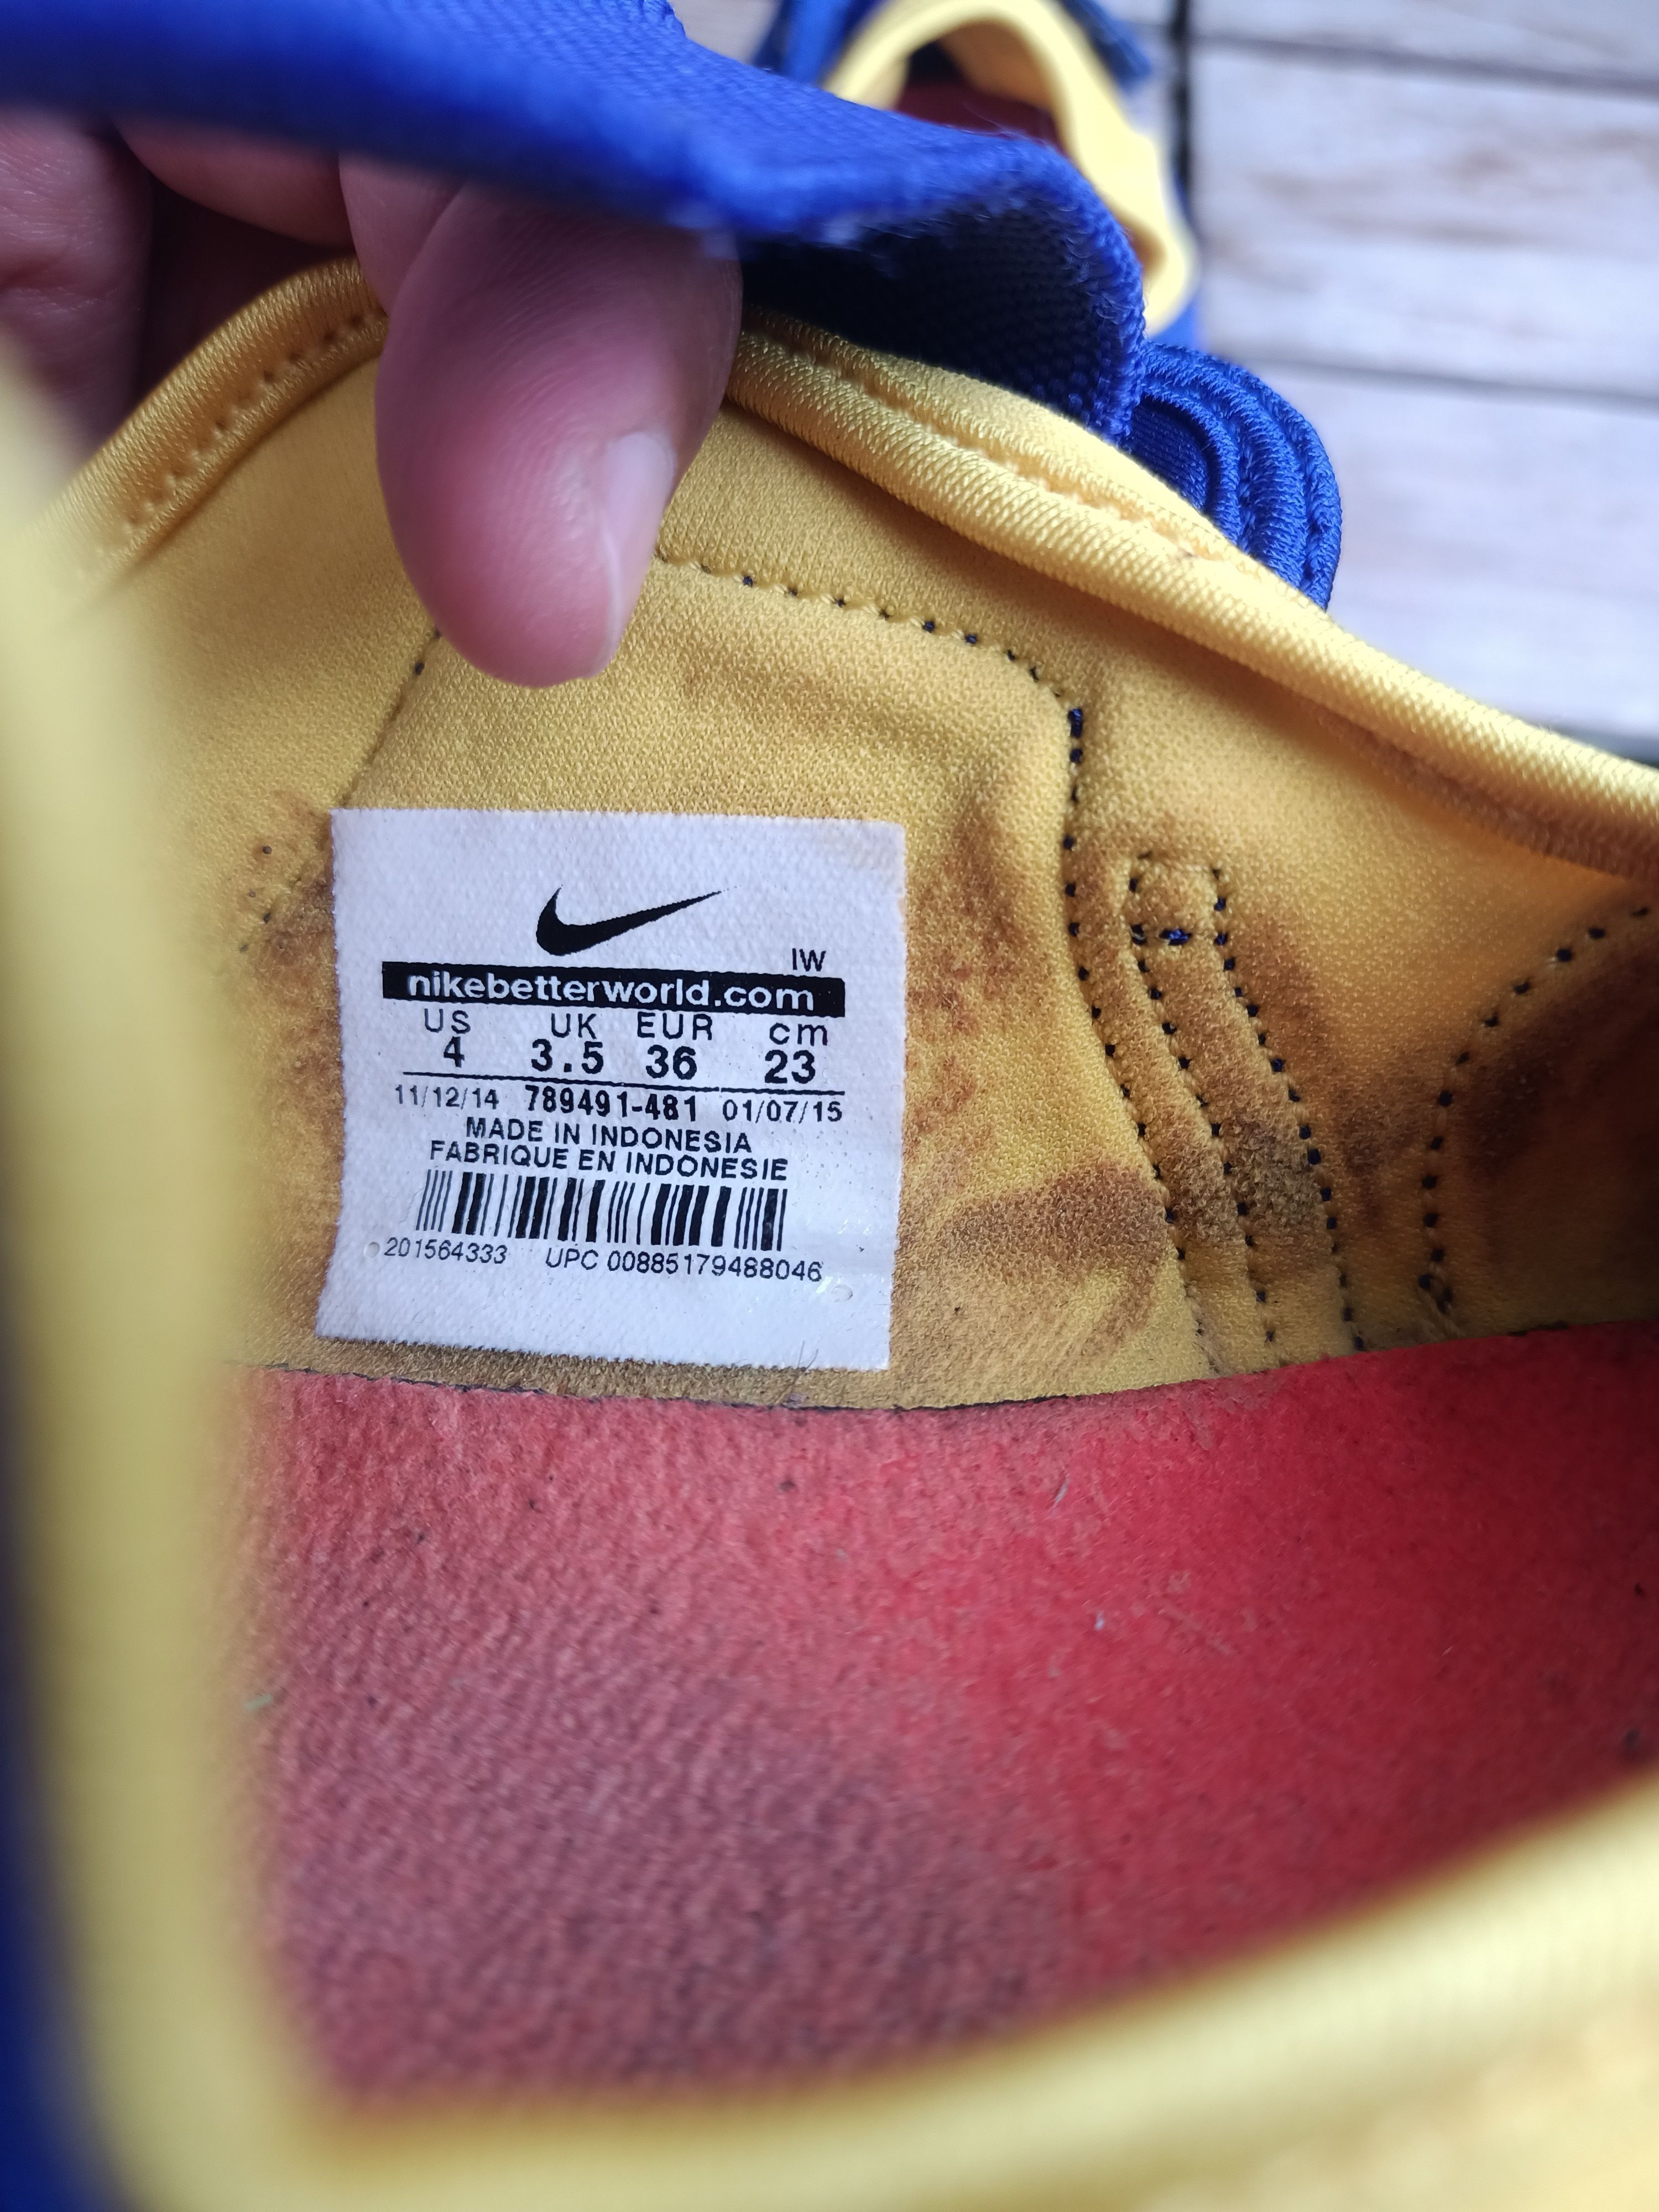 IW
nikebetterworld.com
US UK EUR cm
4 3.5 36 23
11/12/14 789491-481 01/07/15
MADE IN INDONESIA
FABRIQUE EN INDONESIE
201564333 UPC 00885179488046